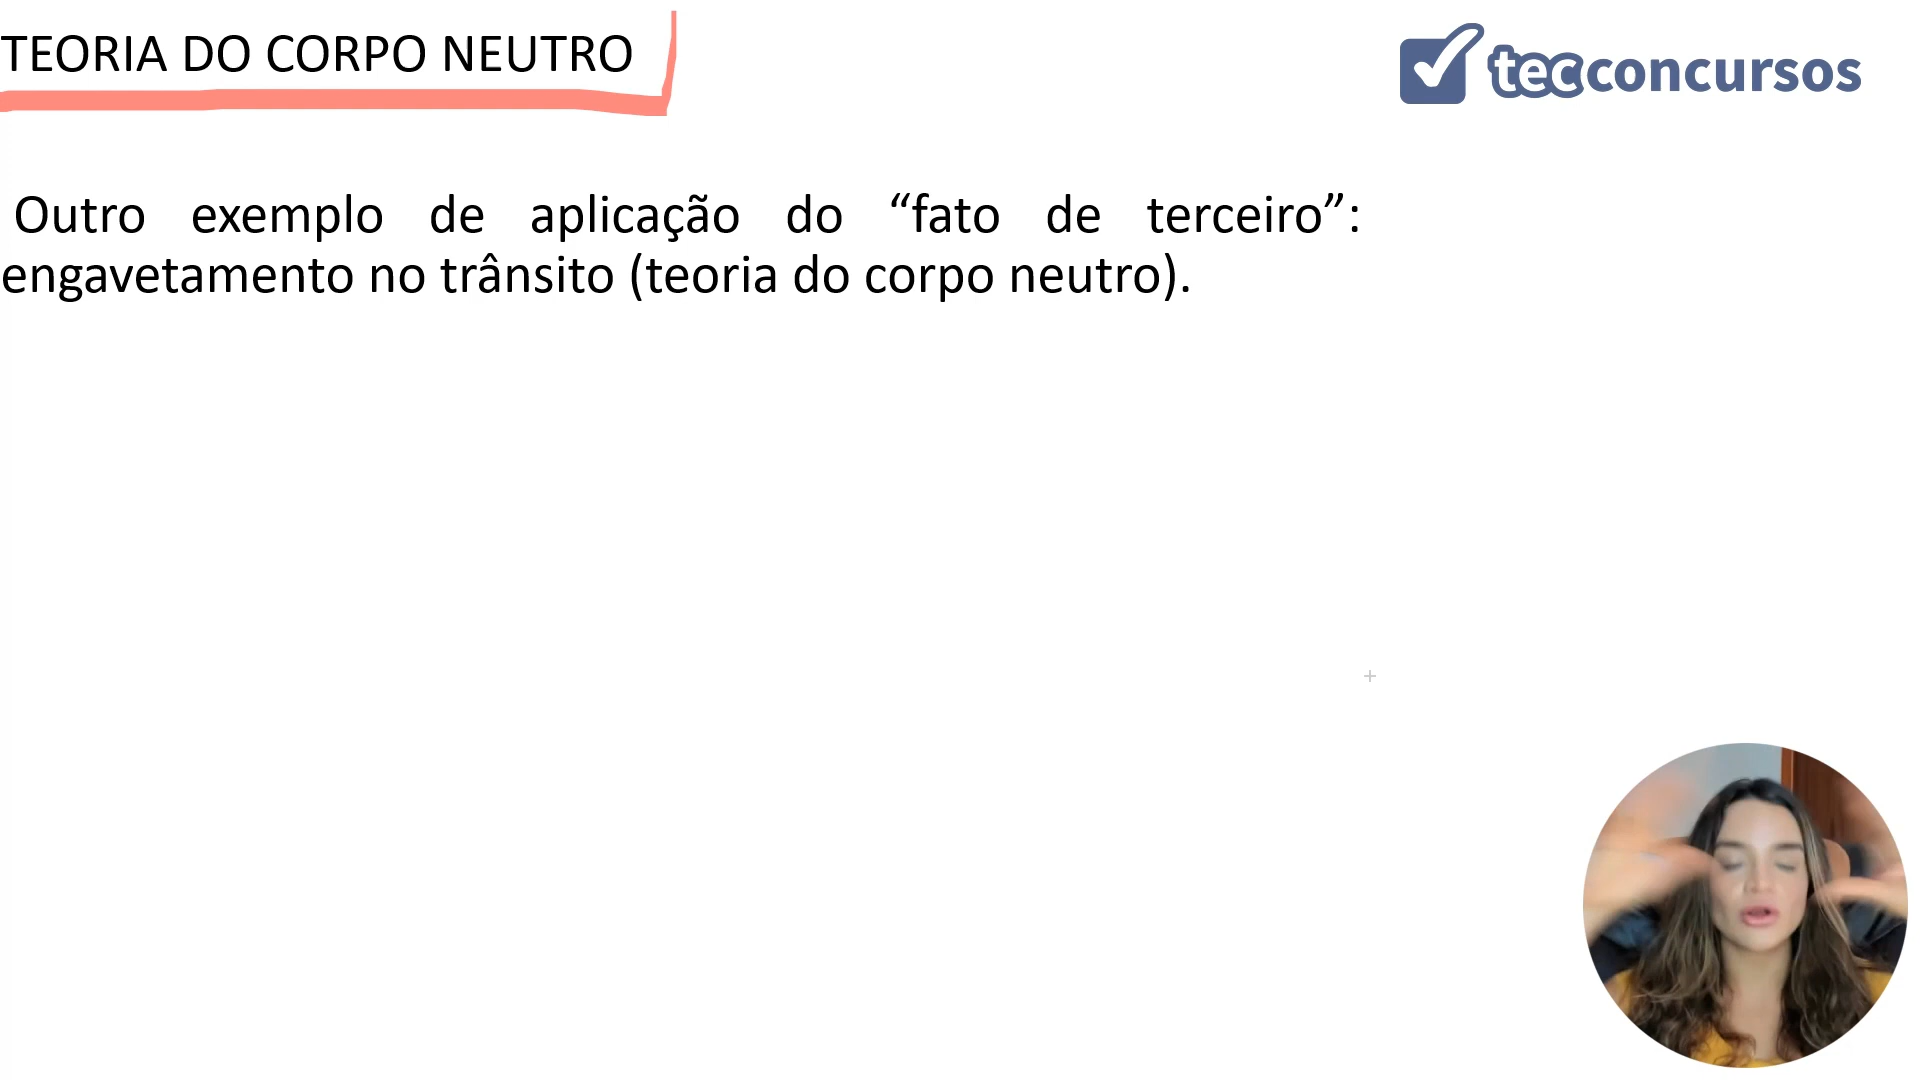 TEORIA DO CORPO NEUTRO
tecconcursos
Outro exemplo de aplicação do “fato de terceiro”:
engavetamento no trânsito (teoria do corpo neutro).